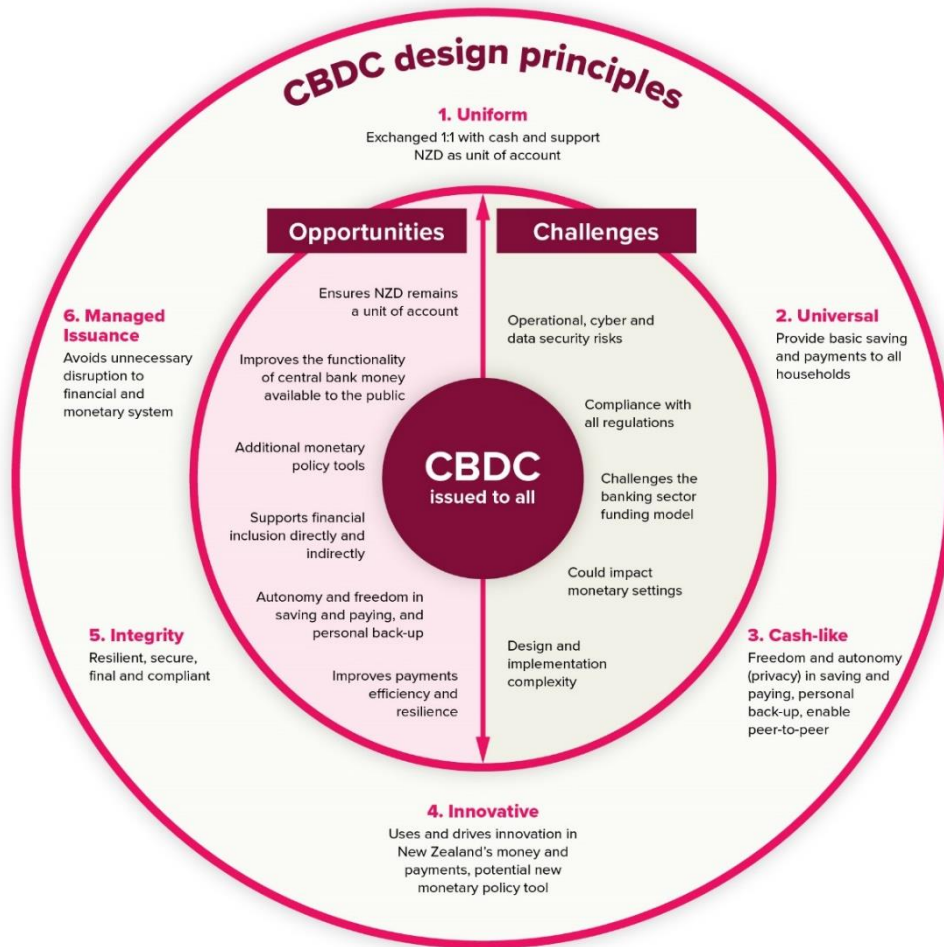 CBDC design principles
1. Uniform
Exchanged 1:1 with cash and support
NZD as unit of account
Opportunities
Challenges
Ensures NZD remains
a unit of account
Improves the functionality
of central bank money
available to the public
Additional monetary
policy tools
Supports financial
inclusion directly and
indirectly
Autonomy and freedom in
saving and paying, and
personal back-up
Improves payments
efficiency and
resilience
Operational, cyber and
data security risks
Compliance with
all regulations
Challenges the
banking sector
funding model
Could impact
monetary settings
Design and
implementation
complexity
CBDC
issued to all
2. Universal
Provide basic saving
and payments to all
households
3. Cash-like
Freedom and autonomy
(privacy) in saving and
paying, personal
back-up, enable
peer-to-peer
4. Innovative
Uses and drives innovation in
New Zealand’s money and
payments, potential new
monetary policy tool
5. Integrity
Resilient, secure,
final and compliant
6. Managed
Issuance
Avoids unnecessary
disruption to
financial and
monetary system